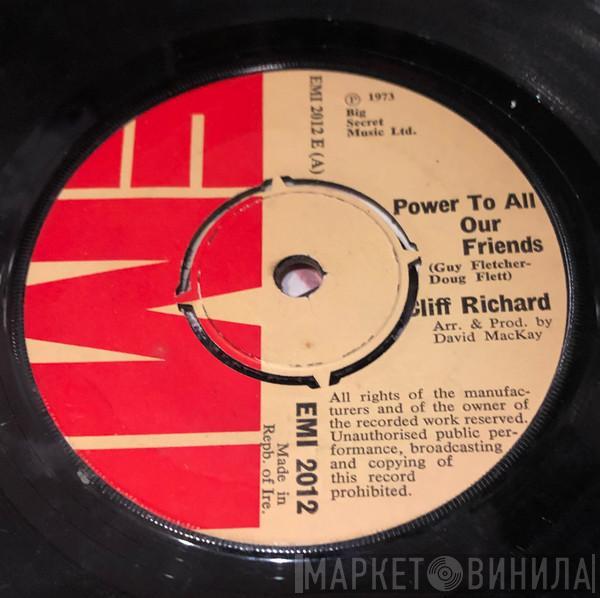 EMI
EMI 2012 E (A)
Ⓟ 1973
Big
Secret
Music Ltd.
Power To All
Our
Friends
(Guy Fletcher-
Doug Flett)
Cliff Richard
Arr. & Prod. by
David MacKay
EMI 2012
Made in
Repb. of Ire.
All rights of the manufac-
turers and of the owner of
the recorded work reserved.
Unauthorised public per-
formance, broadcasting
and copying of
this record
prohibited.
МАРКЕТ ВИНИЛА